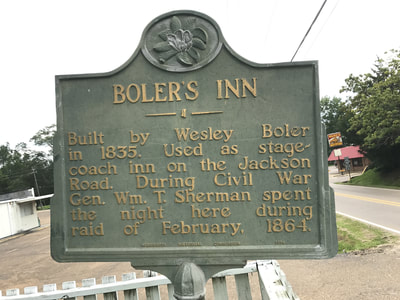 BOLER'S INN
Built by Wesley Boler
in 1835. Used as stage-
coach inn on the Jackson
Road. During Civil War
Gen. Wm. T. Sherman spent
the night here during
raid of February, 1864.